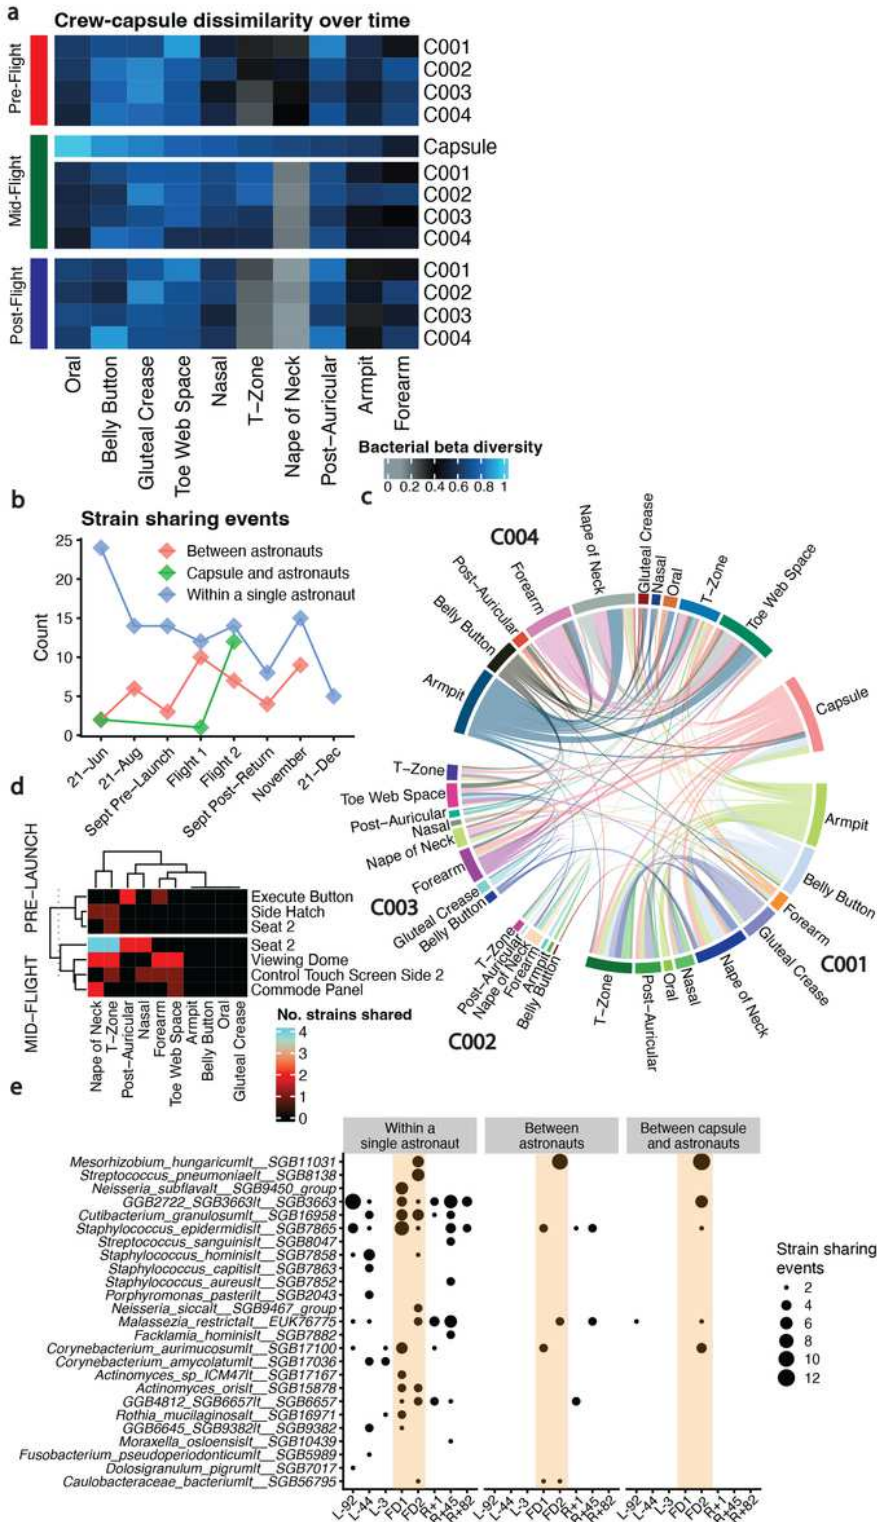 a
Crew-capsule dissimilarity over time
Pre-Flight
C001
C002
C003
C004
Mid-Flight
Capsule
C001
C002
C003
C004
Post-Flight
C001
C002
C003
C004
Oral
Belly Button
Gluteal Crease
Toe Web Space
Nasal
T-Zone
Nape of Neck
Post-Auricular
Armpit
Forearm
Bacterial beta diversity
0 0.2 0.4 0.6 0.8 1
b
Strain sharing events
Between astronauts
Capsule and astronauts
Within a single astronaut
Count
25
20
15
10
5
0
21-Jun
21-Aug
Sept Pre-Launch
Flight 1
Flight 2
Sept Post-Return
November
21-Dec
c
C004
Armpit
Belly Button
Post-Auricular
Forearm
Nape of Neck
Gluteal Crease
Nasal
Oral
T-Zone
Toe Web Space
Capsule
Armpit
Belly Button
Forearm
Gluteal Crease
C001
Nape of Neck
Nasal
Oral
Post-Auricular
T-Zone
T-Zone
Toe Web Space
Post-Auricular
Nasal
Nape of Neck
Forearm
C003
Gluteal Crease
Belly Button
T-Zone
Post-Auricular
Nape of Neck
Forearm
Armpit
Belly Button
C002
d
PRE-LAUNCH
Execute Button
Side Hatch
Seat 2
MID-FLIGHT
Seat 2
Viewing Dome
Control Touch Screen Side 2
Commode Panel
Nape of Neck
T-Zone
Post-Auricular
Nasal
Forearm
Toe Web Space
Armpit
Belly Button
Oral
Gluteal Crease
No. strains shared
4
3
2
1
0
e
Within a
single astronaut
Between
astronauts
Between capsule
and astronauts
Mesorhizobium_hungaricumlt__SGB11031
Streptococcus_pneumoniaelt__SGB8138
Neisseria_subflavalt__SGB9450_group
GGB2722_SGB3663lt__SGB3663
Cutibacterium_granulosumlt__SGB16958
Staphylococcus_epidermidislt__SGB7865
Streptococcus_sanguinislt__SGB8047
Staphylococcus_hominislt__SGB7858
Staphylococcus_capitislt__SGB7863
Staphylococcus_aureuslt__SGB7852
Porphyromonas_pasterilt__SGB2043
Neisseria_siccalt__SGB9467_group
Malassezia_restrictalt__EUK76775
Facklamia_hominislt__SGB7882
Corynebacterium_aurimucosumlt__SGB17100
Corynebacterium_amycolatumlt__SGB17036
Actinomyces_sp_ICM47lt__SGB17167
Actinomyces_orislt__SGB15878
GGB4812_SGB6657lt__SGB6657
Rothia_mucilaginosalt__SGB16971
GGB6645_SGB9382lt__SGB9382
Moraxella_osloensislt__SGB10439
Fusobacterium_pseudoperiodonticumlt__SGB5989
Dolosigranulum_pigrumlt__SGB7017
Caulobacteraceae_bacteriumlt__SGB56795
L-92
L-44
L-3
FD1
FD2
R+1
R+45
R+82
L-92
L-44
L-3
FD1
FD2
R+1
R+45
R+82
L-92
L-44
L-3
FD1
FD2
R+1
R+45
R+82
Strain sharing
events
2
4
6
8
10
12